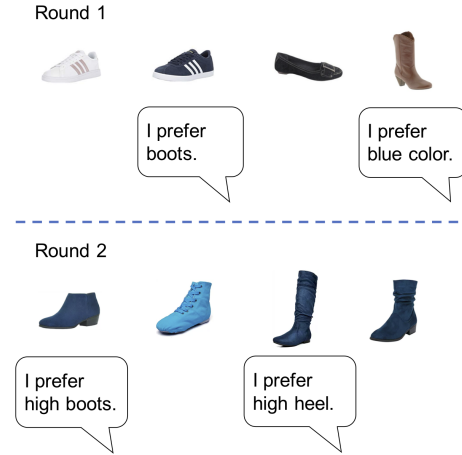 Round 1
I prefer
boots.
I prefer
blue color.
Round 2
I prefer
high boots.
I prefer
high heel.